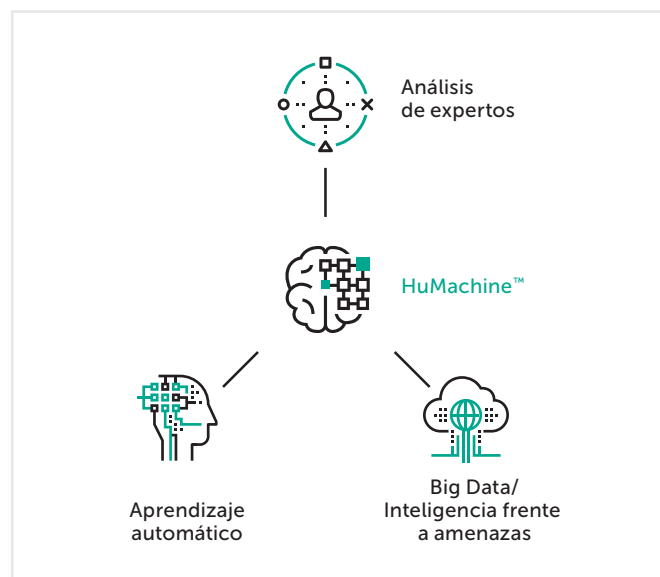 Análisis
de expertos
HuMachine™
Aprendizaje
automático
Big Data/
Inteligencia frente
a amenazas